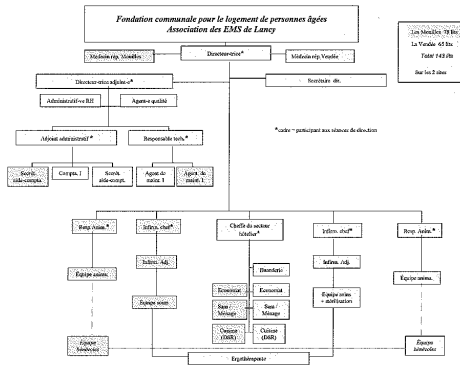 Fondation communale pour le logement de personnes âgées
Association des EMS de Lancy
Les Mouilles 78 lits
La Vendée 65 lits
Total 143 lits
Sur les 2 sites
Médecin rép. Mouilles
Directeur-trice*
Médecin rép. Vendée
Directeur-trice adjoint-e*
Secrétaire dir.
Administratif-ve RH
Agent-e qualité
*cadre = participant aux séances de direction
Adjoint administratif*
Responsable tech.*
Secrét. aide-compta.
Compta. 1
Secrét. aide-compt.
Agent de maint. 1
Agent de maint. 1
Resp. Anim.*
Infirm. chef*
Cheffe du secteur hôtelier*
Infirm. chef*
Resp. Anim.*
Infirm. Adj.
Infirm. Adj.
Buanderie
Équipe anima.
Équipe anima.
Economat
Economat
Équipe soins
Équipe soins + stérilisation
Sans / Ménage
Sans / Ménage
Cuisine (DSR)
Cuisine (DSR)
Équipe bénévoles
Équipe bénévoles
Ergothérapeute